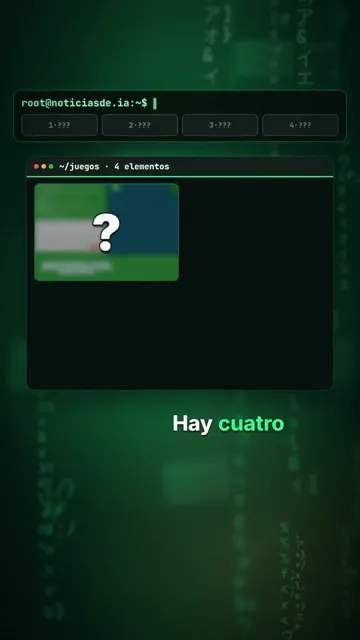 root@noticiasde.ia:~$
1·??? 2·??? 3·??? 4·???
~/juegos · 4 elementos
?
Hay cuatro